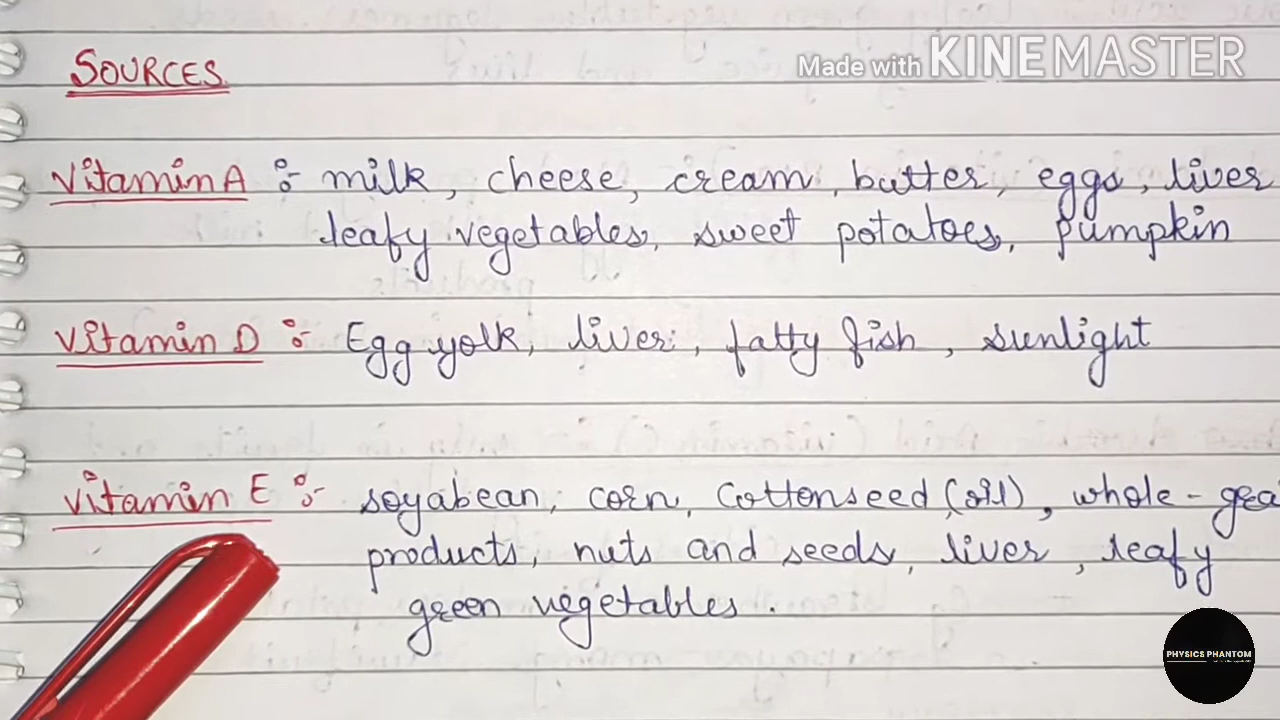 SOURCES
Made with KINEMASTER
Vitamin A :- milk, cheese, cream, butter, eggs, liver
leafy vegetables, sweet potatoes, pumpkin
Vitamin D :- Egg yolk, liver, fatty fish, sunlight
Vitamin E :- soyabean, corn, cottonseed (oil), whole-grai
products, nuts and seeds, liver, leafy
green vegetables.
PHYSICS PHANTOM